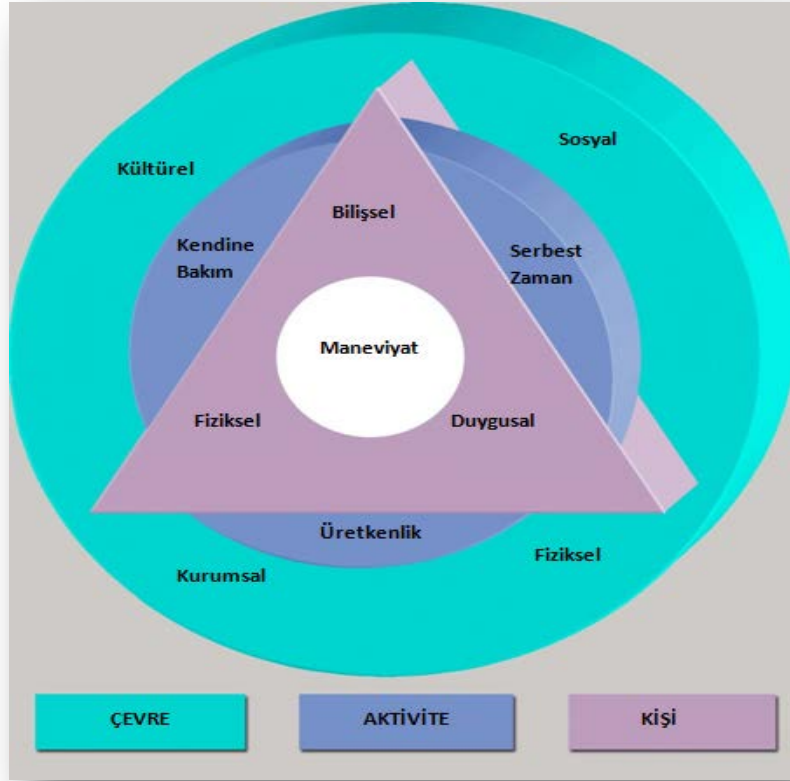 Sosyal
Kültürel
Bilişsel
Kendine
Bakım
Serbest
Zaman
Maneviyat
Fiziksel
Duygusal
Üretkenlik
Fiziksel
Kurumsal
ÇEVRE
AKTİVİTE
KİŞİ